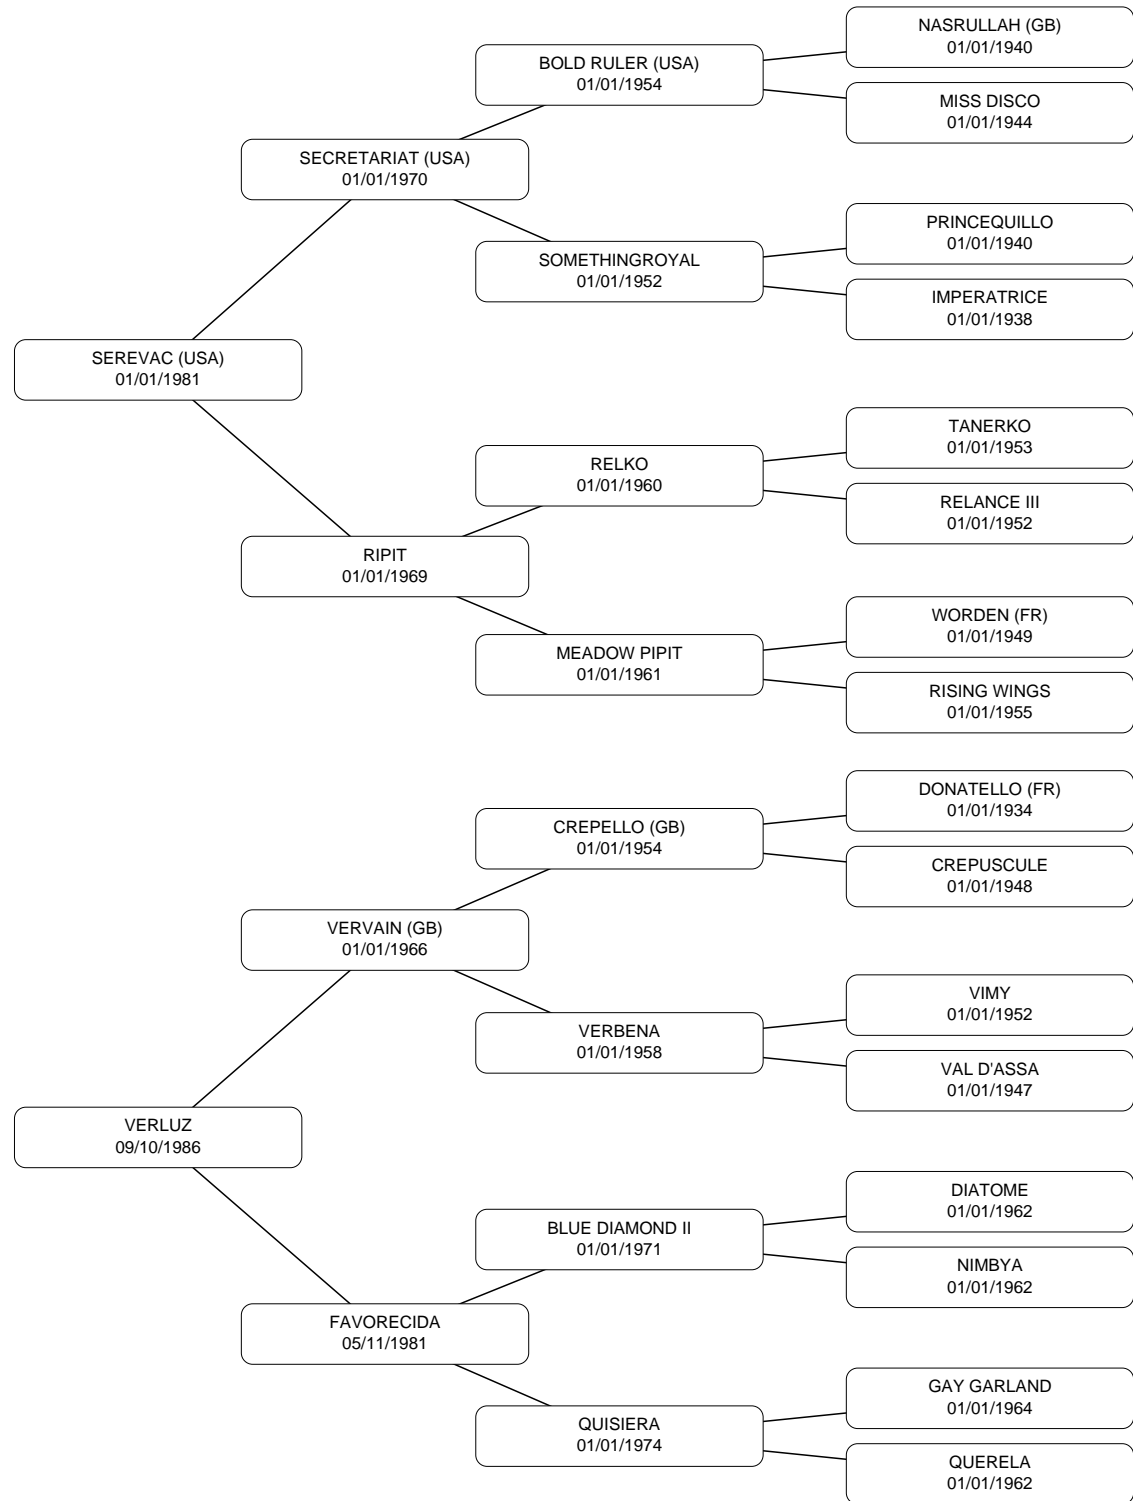 NASRULLAH (GB)
01/01/1940
BOLD RULER (USA)
01/01/1954
MISS DISCO
01/01/1944
SECRETARIAT (USA)
01/01/1970
PRINCEQUILLO
01/01/1940
SOMETHINGROYAL
01/01/1952
IMPERATRICE
01/01/1938
SEREVAC (USA)
01/01/1981
TANERKO
01/01/1953
RELKO
01/01/1960
RELANCE III
01/01/1952
RIPIT
01/01/1969
WORDEN (FR)
01/01/1949
MEADOW PIPIT
01/01/1961
RISING WINGS
01/01/1955
DONATELLO (FR)
01/01/1934
CREPELLO (GB)
01/01/1954
CREPUSCULE
01/01/1948
VERVAIN (GB)
01/01/1966
VIMY
01/01/1952
VERBENA
01/01/1958
VAL D'ASSA
01/01/1947
VERLUZ
09/10/1986
DIATOME
01/01/1962
BLUE DIAMOND II
01/01/1971
NIMBYA
01/01/1962
FAVORECIDA
05/11/1981
GAY GARLAND
01/01/1964
QUISIERA
01/01/1974
QUERELA
01/01/1962